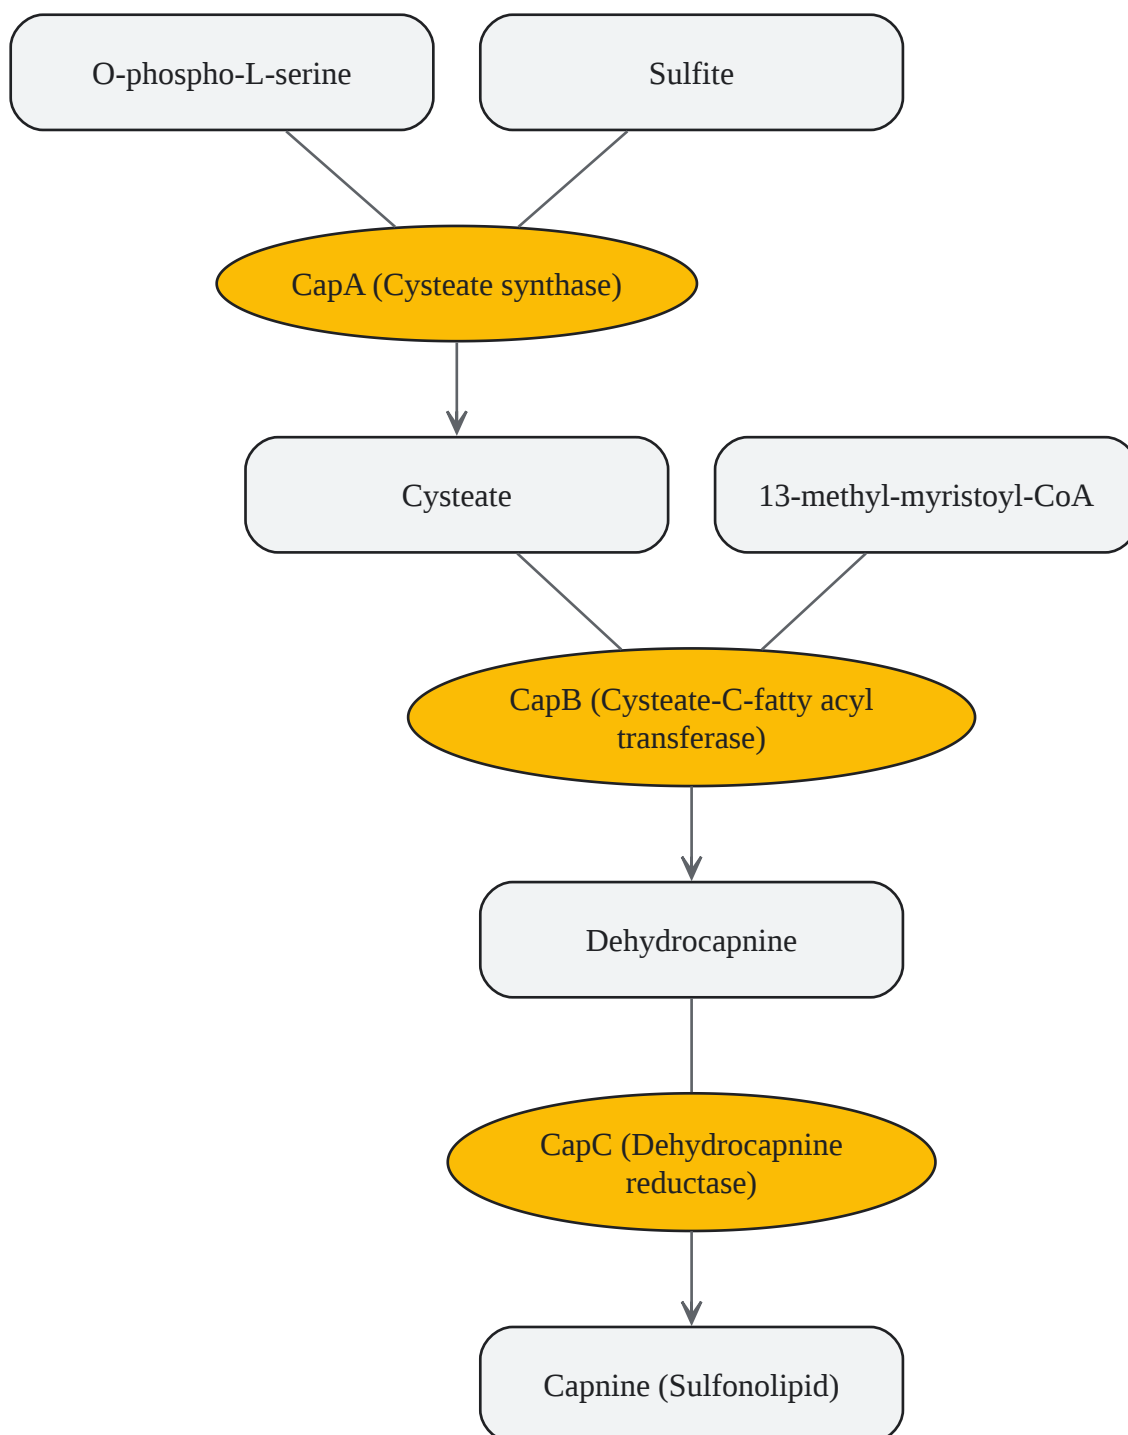 O-phospho-L-serine
Sulfite
CapA (Cysteate synthase)
Cysteate
13-methyl-myristoyl-CoA
CapB (Cysteate-C-fatty acyl
transferase)
Dehydrocapnine
CapC (Dehydrocapnine
reductase)
Capnine (Sulfonolipid)